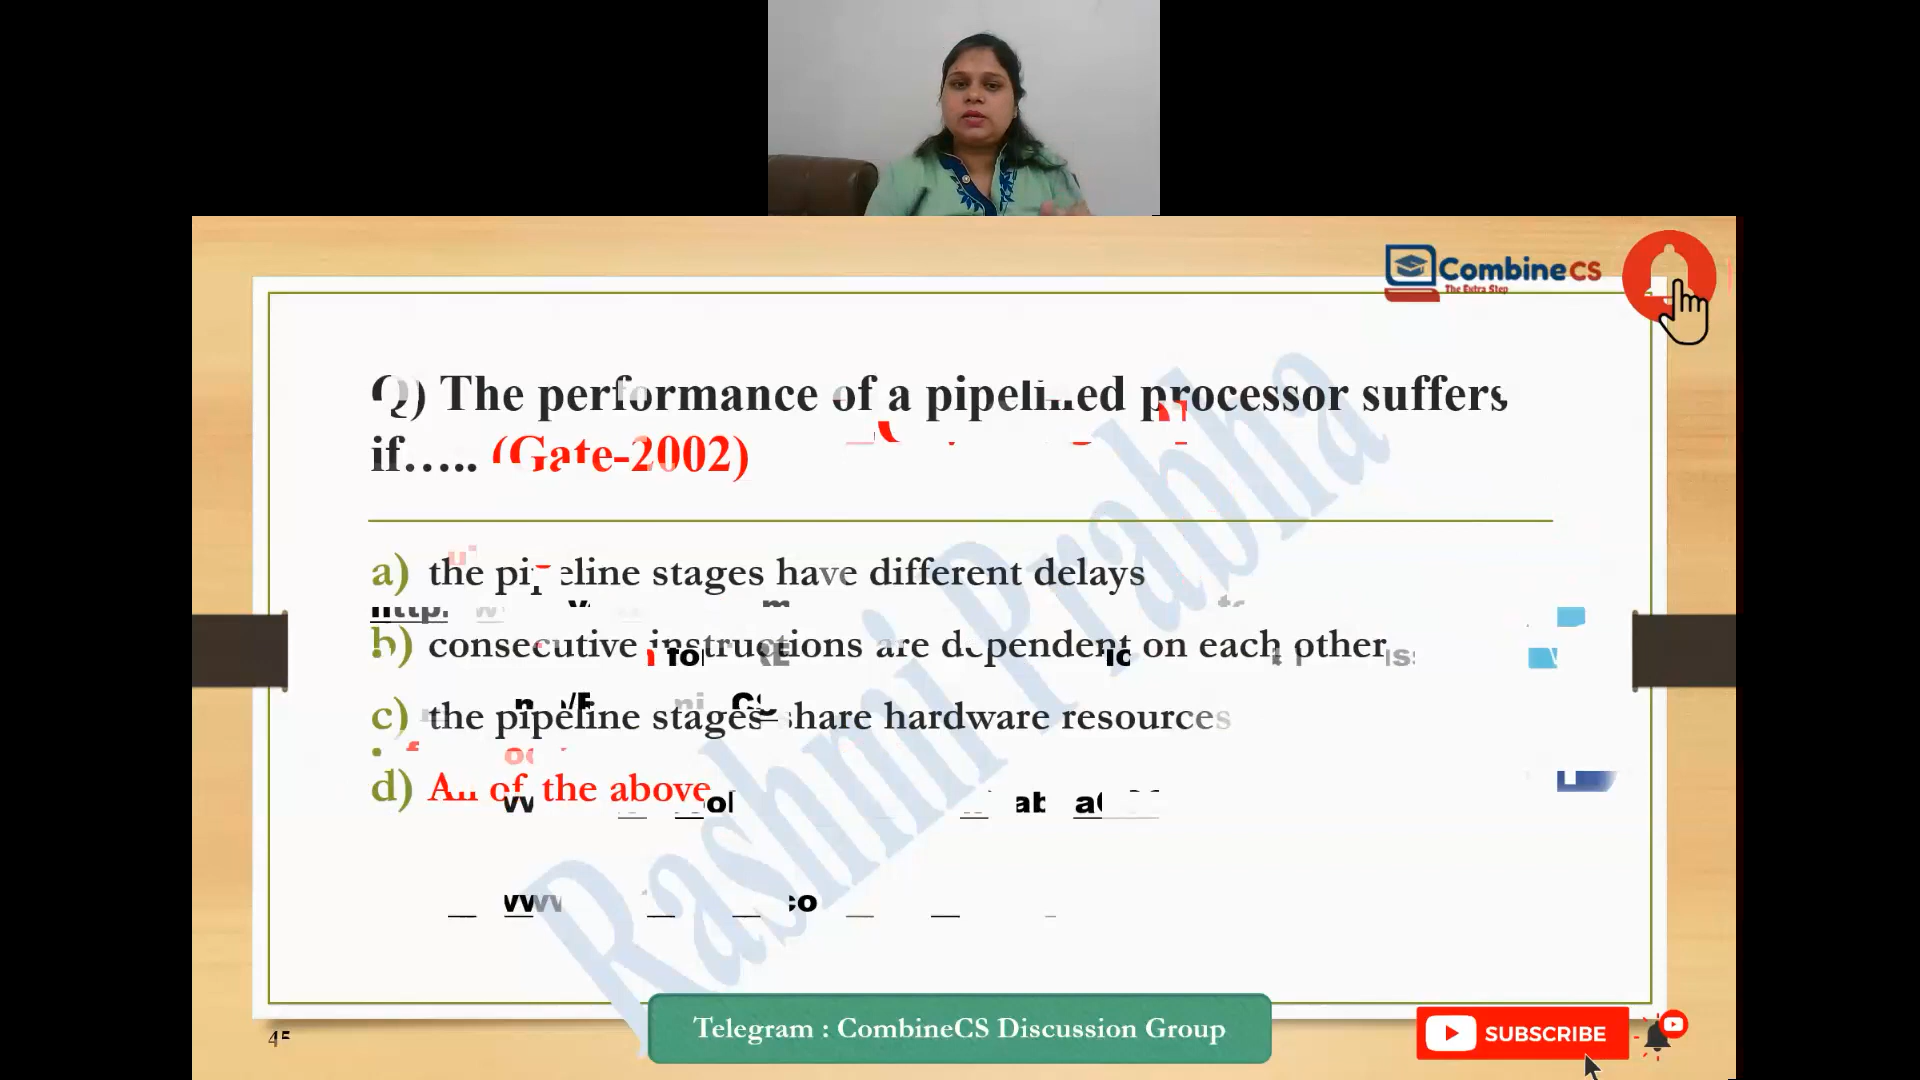 CombineCS
The Extra Step
Q) The performance of a pipelined processor suffers
if….. (Gate-2002)
a) the pipeline stages have different delays
b) consecutive instructions are dependent on each other
c) the pipeline stages share hardware resources
d) All of the above
Rashmi Prabha
Telegram : CombineCS Discussion Group
SUBSCRIBE
45